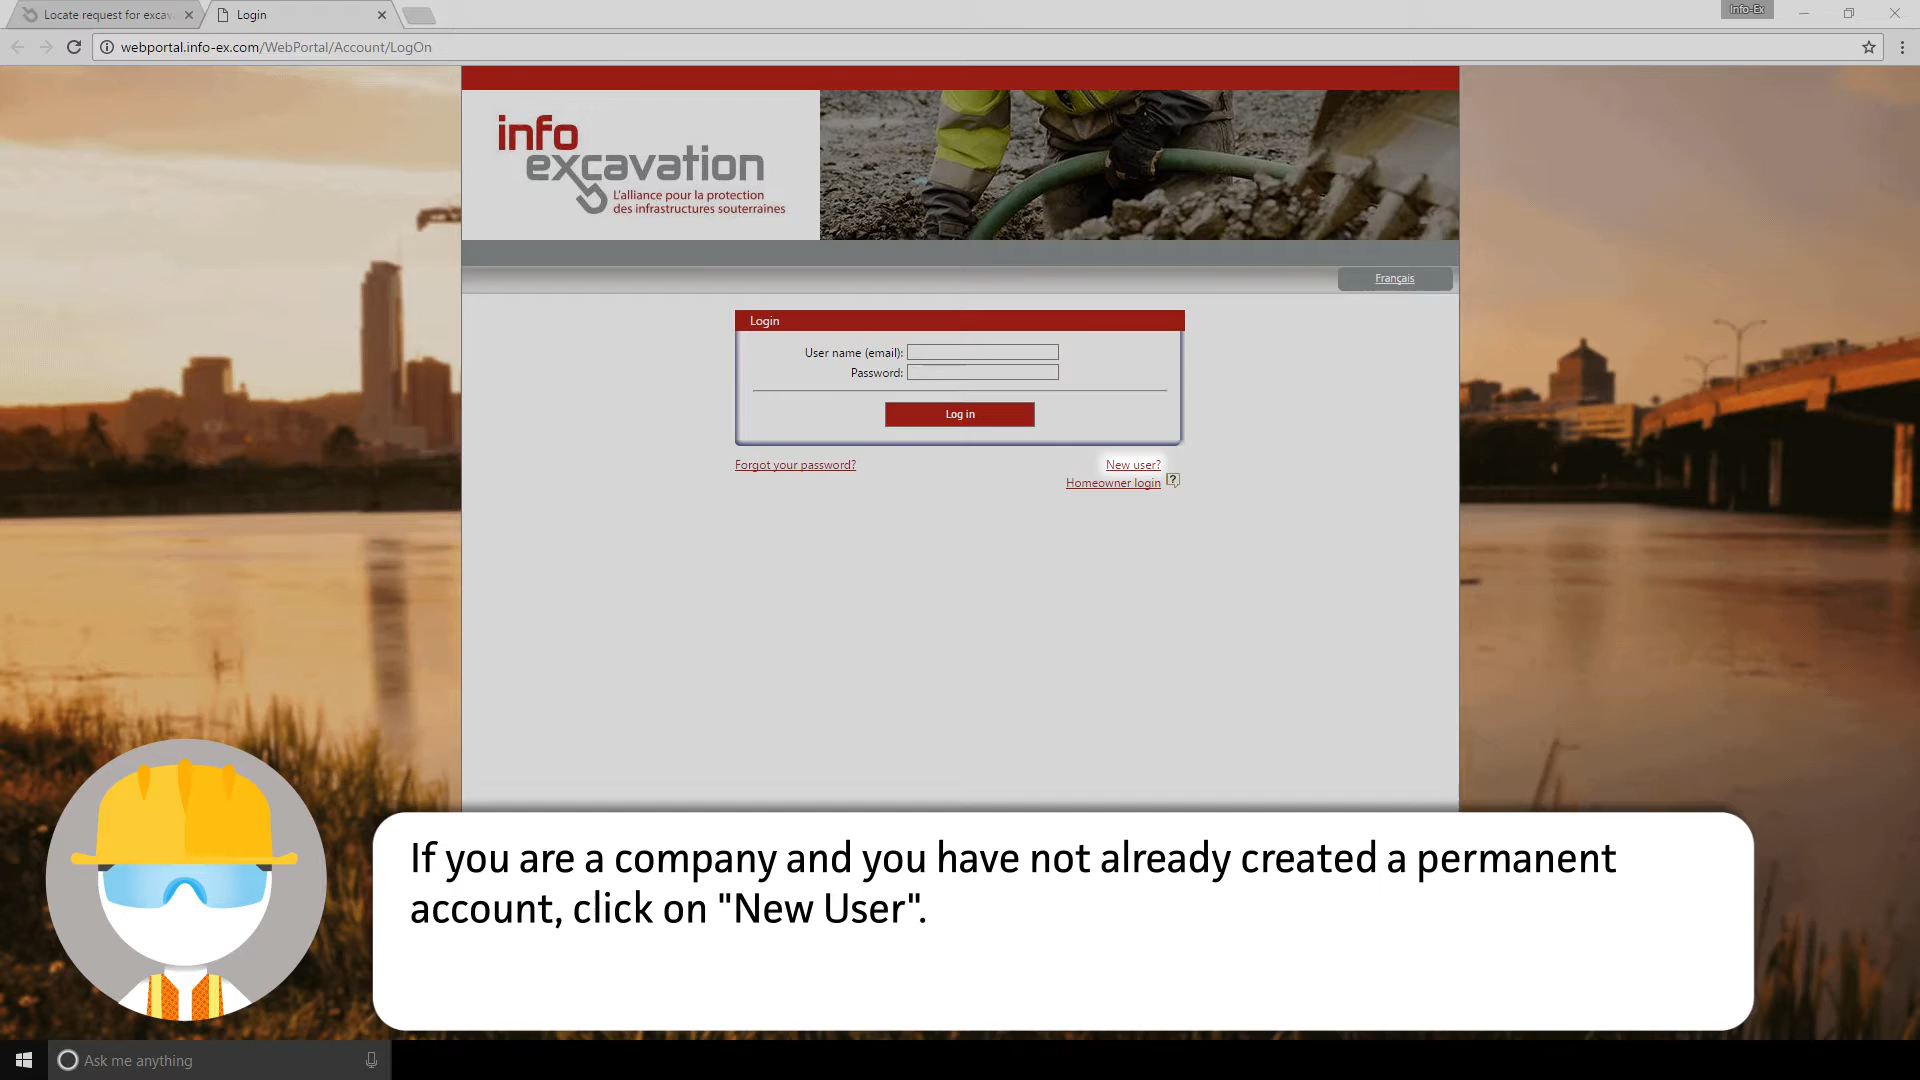 Locate request for excav
Login
Info-Ex
webportal.info-ex.com/WebPortal/Account/LogOn
info
excavation
L'alliance pour la protection
des infrastructures souterraines
Français
Login
User name (email):
Password:
Log in
Forgot your password?
New user?
Homeowner login
?
If you are a company and you have not already created a permanent
account, click on "New User".
Ask me anything